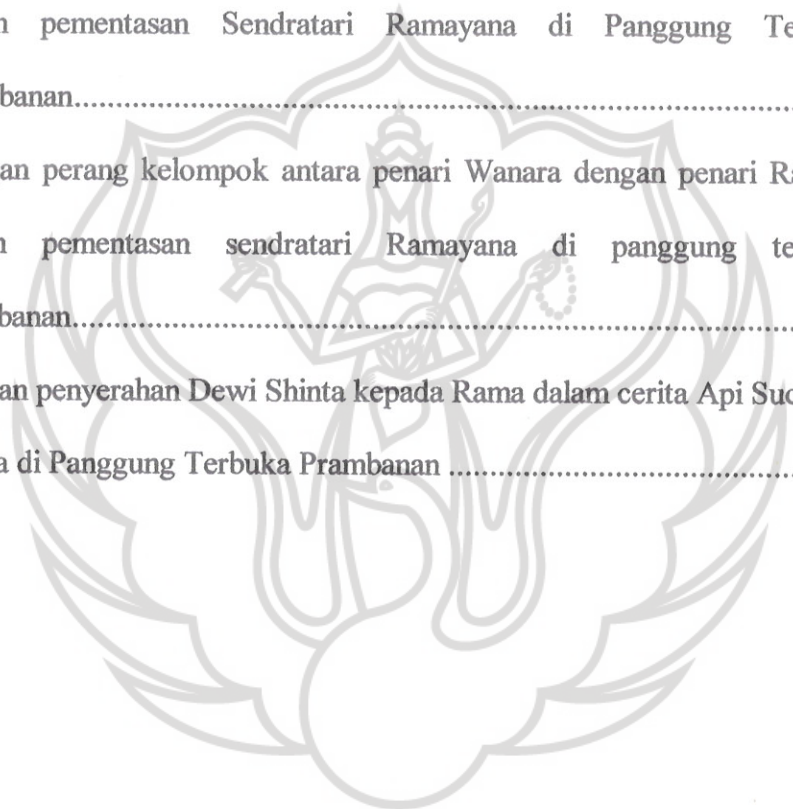 n pementasan Sendratari Ramayana di Panggung Te
banan..........................................................................................
an perang kelompok antara penari Wanara dengan penari Ra
n pementasan sendratari Ramayana di panggung te
banan..........................................................................................
an penyerahan Dewi Shinta kepada Rama dalam cerita Api Suc
a di Panggung Terbuka Prambanan ...........................................